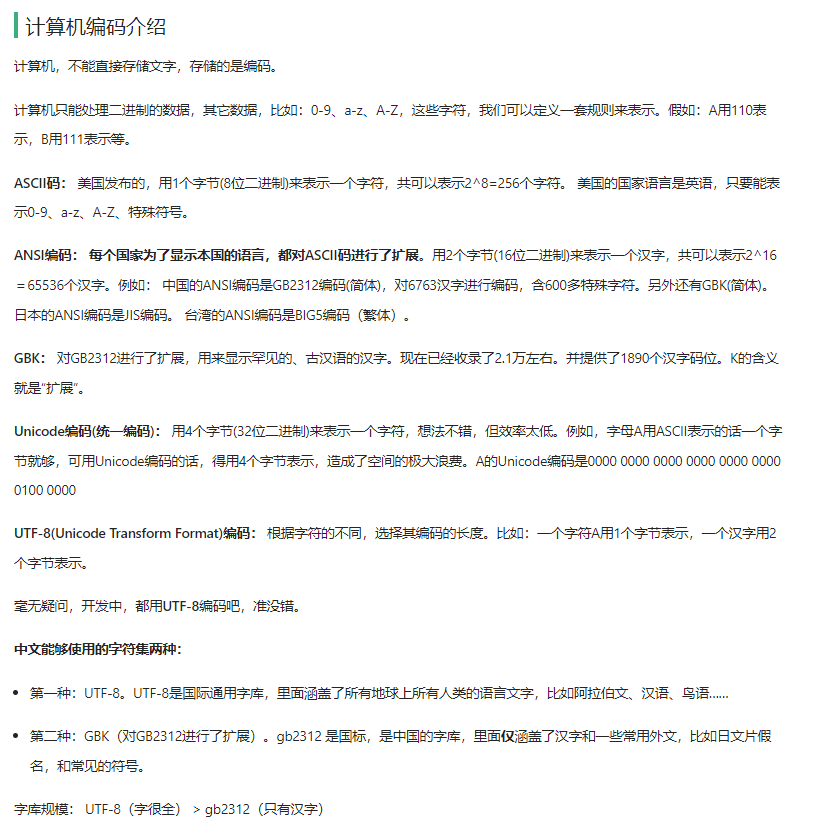 计算机编码介绍
计算机，不能直接存储文字，存储的是编码。
计算机只能处理二进制的数据，其它数据，比如：0-9、a-z、A-Z，这些字符，我们可以定义一套规则来表示。假如：A用110表
示，B用111表示等。
ASCII码： 美国发布的，用1个字节(8位二进制)来表示一个字符，共可以表示2^8=256个字符。 美国的国家语言是英语，只要能表
示0-9、a-z、A-Z、特殊符号。
ANSI编码： 每个国家为了显示本国的语言，都对ASCII码进行了扩展。用2个字节(16位二进制)来表示一个汉字，共可以表示2^16
＝65536个汉字。例如： 中国的ANSI编码是GB2312编码(简体)，对6763汉字进行编码，含600多特殊字符。另外还有GBK(简体)。
日本的ANSI编码是JIS编码。 台湾的ANSI编码是BIG5编码（繁体）。
GBK： 对GB2312进行了扩展，用来显示罕见的、古汉语的汉字。现在已经收录了2.1万左右。并提供了1890个汉字码位。K的含义
就是“扩展”。
Unicode编码(统一编码)： 用4个字节(32位二进制)来表示一个字符，想法不错，但效率太低。例如，字母A用ASCII表示的话一个字
节就够，可用Unicode编码的话，得用4个字节表示，造成了空间的极大浪费。A的Unicode编码是0000 0000 0000 0000 0000 0000
0100 0000
UTF-8(Unicode Transform Format)编码： 根据字符的不同，选择其编码的长度。比如：一个字符A用1个字节表示，一个汉字用2
个字节表示。
毫无疑问，开发中，都用UTF-8编码吧，准没错。
中文能够使用的字符集两种：
• 第一种：UTF-8。UTF-8是国际通用字库，里面涵盖了所有地球上所有人类的语言文字，比如阿拉伯文、汉语、鸟语……
• 第二种：GBK（对GB2312进行了扩展）。gb2312 是国标，是中国的字库，里面仅涵盖了汉字和一些常用外文，比如日文片假
名，和常见的符号。
字库规模： UTF-8（字很全） > gb2312（只有汉字）